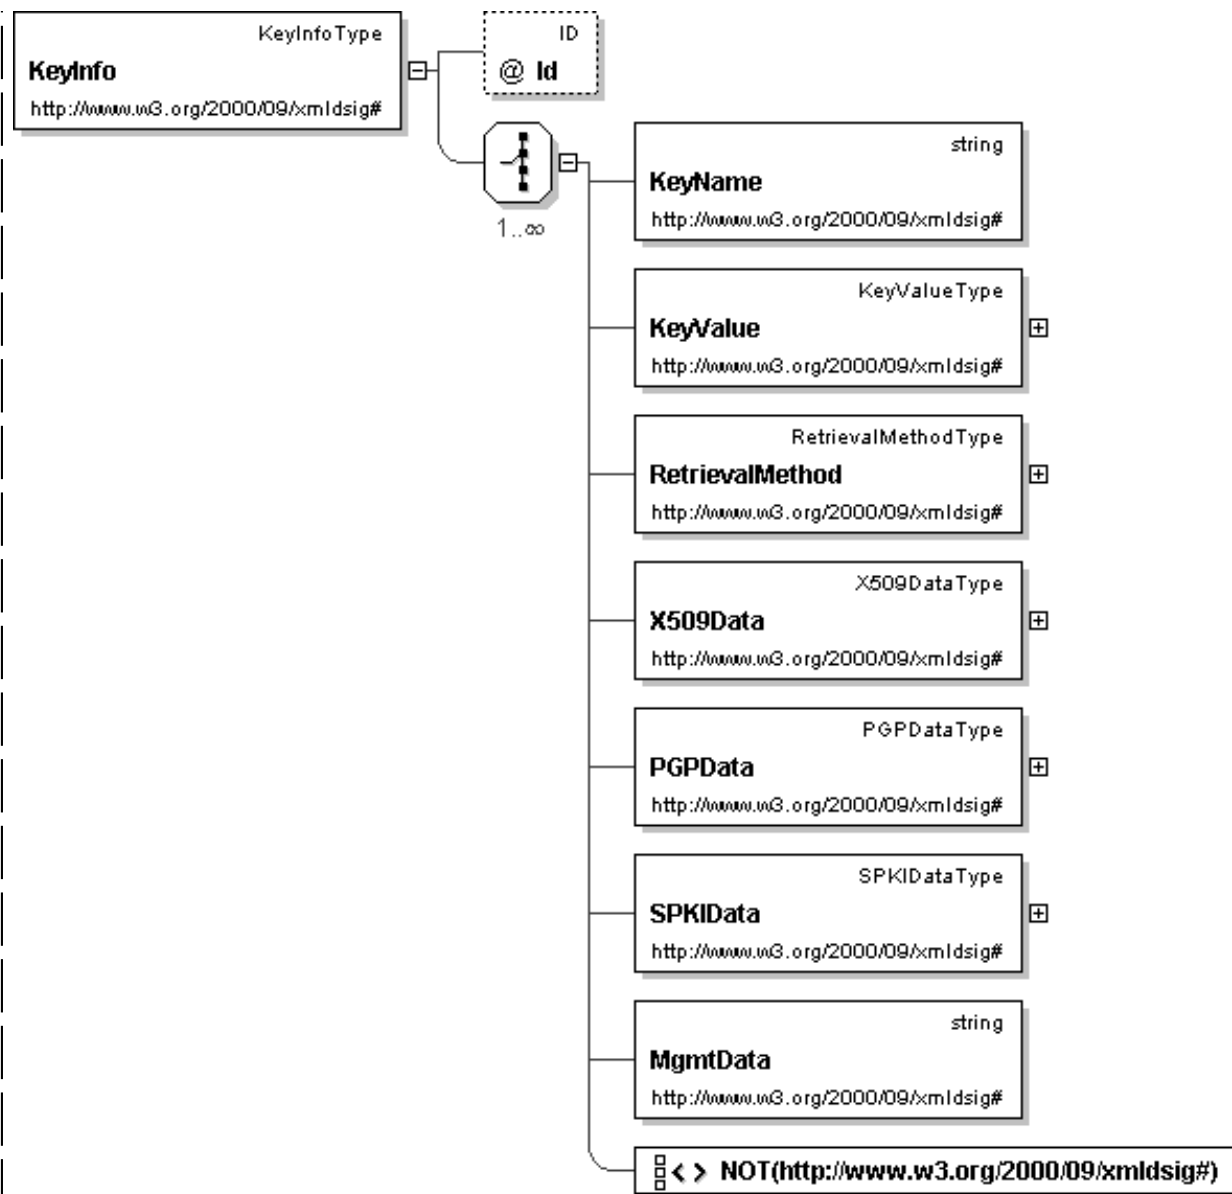 KeyInfoType
KeyInfo
http://www.w3.org/2000/09/xmldsig#
ID
@ Id
1..∞
string
KeyName
http://www.w3.org/2000/09/xmldsig#
KeyValueType
KeyValue
http://www.w3.org/2000/09/xmldsig#
RetrievalMethodType
RetrievalMethod
http://www.w3.org/2000/09/xmldsig#
X509DataType
X509Data
http://www.w3.org/2000/09/xmldsig#
PGPDataType
PGPData
http://www.w3.org/2000/09/xmldsig#
SPKIDataType
SPKIData
http://www.w3.org/2000/09/xmldsig#
string
MgmtData
http://www.w3.org/2000/09/xmldsig#
< > NOT(http://www.w3.org/2000/09/xmldsig#)